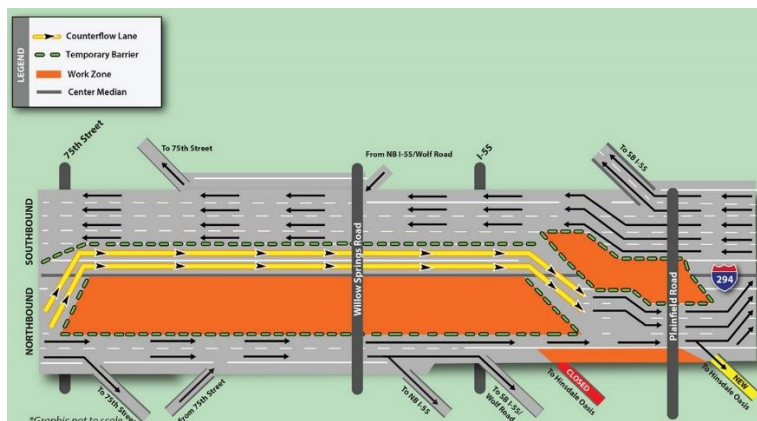 LEGEND
Counterflow Lane
Temporary Barrier
Work Zone
Center Median
75th Street
To 75th Street
From NB I-55/Wolf Road
I-55
To SB I-55
SOUTHBOUND
NORTHBOUND
Willow Springs Road
Plainfield Road
294
To 75th Street
From 75th Street
To NB I-55
To SB I-55/
Wolf Road
CLOSED
To Hinsdale Oasis
NEW
To Hinsdale Oasis
*Graphic not to scale